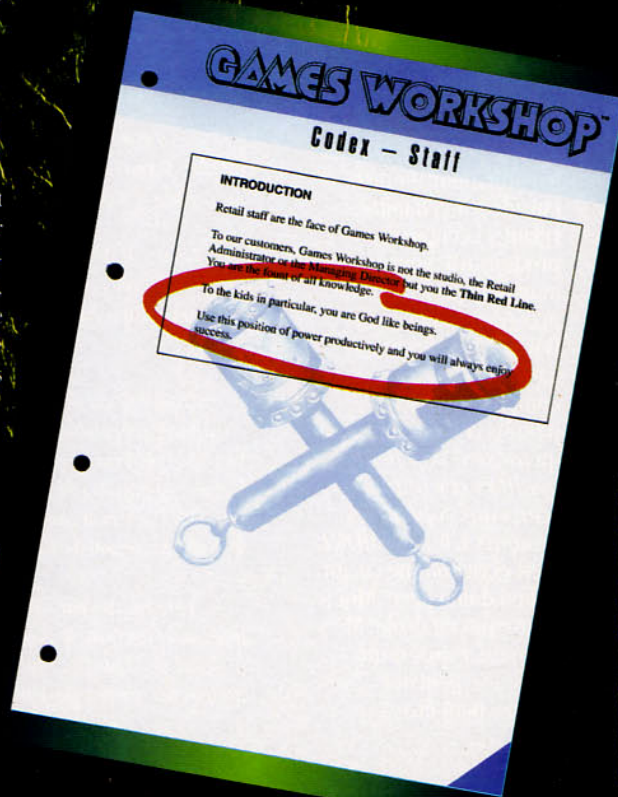 GAMES WORKSHOP™
Codex – Staff
INTRODUCTION
Retail staff are the face of Games Workshop.
To our customers, Games Workshop is not the studio, the Retail
Administrator or the Managing Director but you the Thin Red Line.
You are the fount of all knowledge.
To the kids in particular, you are God like beings.
Use this position of power productively and you will always enjoy
success.